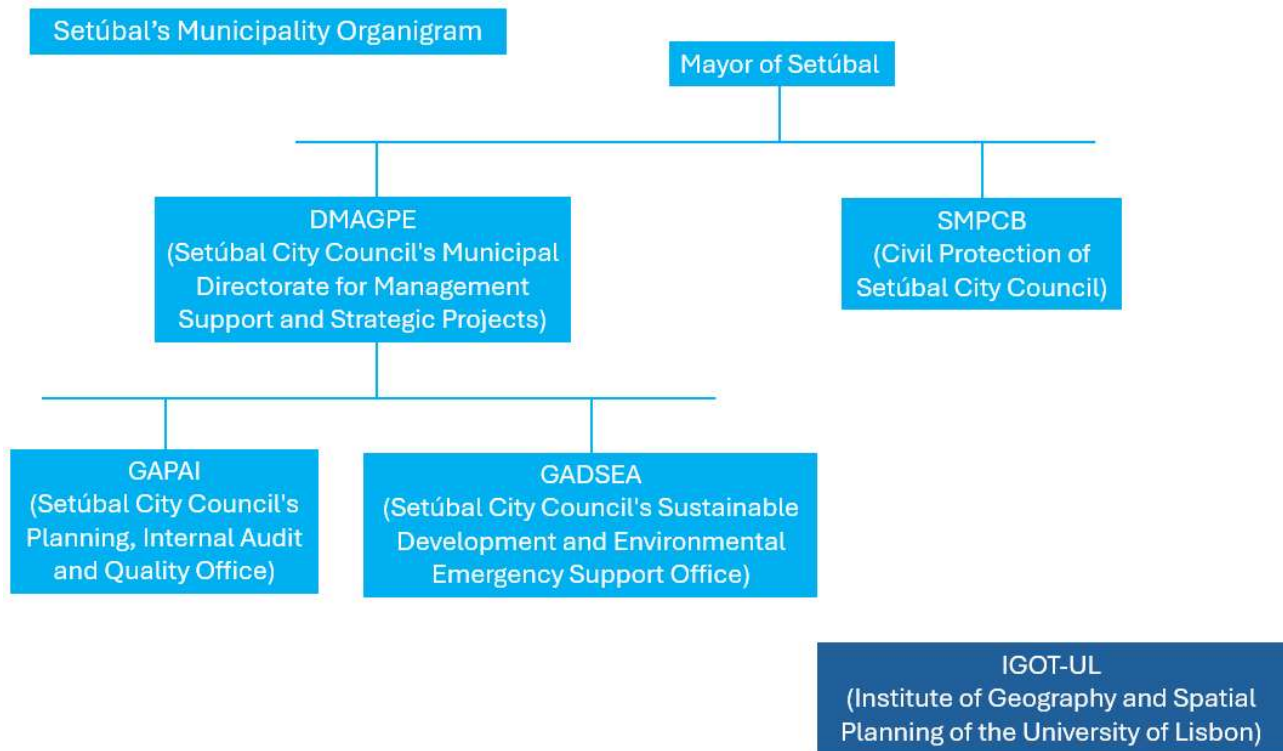 Setúbal’s Municipality Organigram
Mayor of Setúbal
DMAGPE
(Setúbal City Council's Municipal
Directorate for Management
Support and Strategic Projects)
SMPCB
(Civil Protection of
Setúbal City Council)
GAPAI
(Setúbal City Council's
Planning, Internal Audit
and Quality Office)
GADSEA
(Setúbal City Council's Sustainable
Development and Environmental
Emergency Support Office)
IGOT-UL
(Institute of Geography and Spatial
Planning of the University of Lisbon)